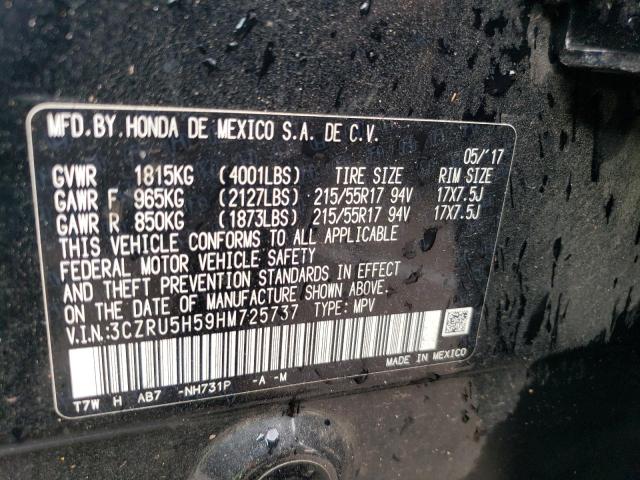 MFD.BY.HONDA DE MEXICO S.A. DE C.V.
05/'17
GVWR 1815KG (4001LBS) TIRE SIZE RIM SIZE
GAWR F 965KG (2127LBS) 215/55R17 94V 17X7.5J
GAWR R 850KG (1873LBS) 215/55R17 94V 17X7.5J
THIS VEHICLE CONFORMS TO ALL APPLICABLE
FEDERAL MOTOR VEHICLE SAFETY
AND THEFT PREVENTION STANDARDS IN EFFECT
ON THE DATE OF MANUFACTURE SHOWN ABOVE.
V.I.N:3CZRU5H59HM725737 TYPE: MPV
MADE IN MEXICO
T7W H AB7 -NH731P -A -M